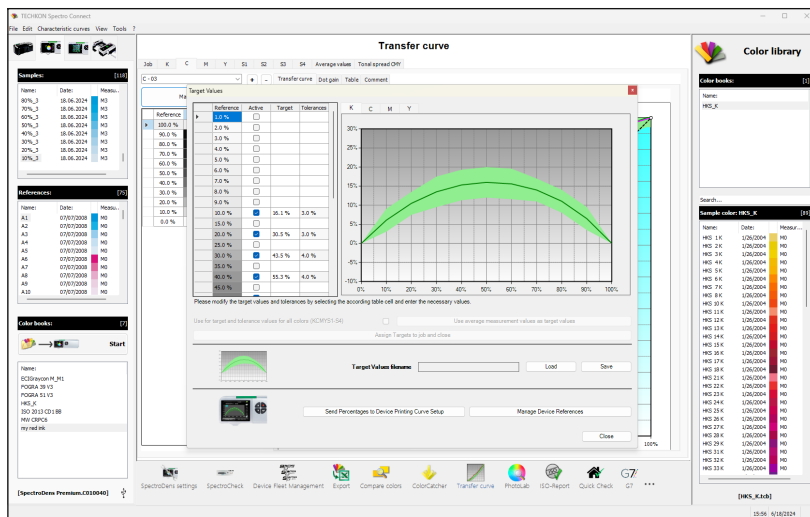 TECHKON Spectro Connect
File Edit Characteristic curves View Tools ?
Samples: [118]
Name: Date: Measu...
80%_3 18.06.2024 M3
70%_3 18.06.2024 M3
60%_3 18.06.2024 M3
50%_3 18.06.2024 M3
40%_3 18.06.2024 M3
30%_3 18.06.2024 M3
20%_3 18.06.2024 M3
10%_3 18.06.2024 M3
References: [75]
Name: Date: Measu...
A1 07/07/2008 M0
A2 07/07/2008 M0
A3 07/07/2008 M0
A4 07/07/2008 M0
A5 07/07/2008 M0
A6 07/07/2008 M0
A7 07/07/2008 M0
A8 07/07/2008 M0
A9 07/07/2008 M0
A10 07/07/2008 M0
Color books: [7]
Start
Name:
ECIGraycon M_M1
FOGRA 39 V3
FOGRA 51 V3
HKS_K
ISO 2013 CD1 BB
MW CRPC6
my red ink
[SpectroDens Premium.C010040]
Transfer curve
Job K C M Y S1 S2 S3 S4 Average values Tonal spread CMY
C - 03 + - Transfer curve Dot gain Table Comment
Ma
Reference
100.0 %
90.0 %
80.0 %
70.0 %
60.0 %
50.0 %
40.0 %
30.0 %
20.0 %
10.0 %
0.0 %
100%
Target Values
Reference Active Target Tolerances
1.0 %
2.0 %
3.0 %
4.0 %
5.0 %
6.0 %
7.0 %
8.0 %
9.0 %
10.0 % 16.1 % 3.0 %
15.0 %
20.0 % 30.5 % 3.0 %
25.0 %
30.0 % 43.5 % 4.0 %
35.0 %
40.0 % 55.3 % 4.0 %
45.0 %
K C M Y
30%
25%
20%
15%
10%
5%
0%
-5%
-10%
0% 10% 20% 30% 40% 50% 60% 70% 80% 90% 100%
Please modify the target values and tolerances by selecting the according table cell and enter the necessary values.
Use for target and tolerance values for all colors (KCMYS1-S4)
Use average measurement values as target values
Assign Targets to job and close
Target Values filename Load Save
Send Percentages to Device Printing Curve Setup Manage Device References
Close
SpectroDens settings SpectroCheck Device Fleet Management Export Compare colors ColorCatcher Transfer curve PhotoLab ISO-Report Quick Check G7
Color library
Color books: [1]
Name:
HKS_K
Search...
Sample color: HKS_K [85]
Name: Date: Measur...
HKS 1 K 1/26/2004 M0
HKS 2 K 1/26/2004 M0
HKS 3 K 1/26/2004 M0
HKS 4 K 1/26/2004 M0
HKS 5 K 1/26/2004 M0
HKS 6 K 1/26/2004 M0
HKS 7 K 1/26/2004 M0
HKS 8 K 1/26/2004 M0
HKS 10 K 1/26/2004 M0
HKS 11 K 1/26/2004 M0
HKS 12 K 1/26/2004 M0
HKS 13 K 1/26/2004 M0
HKS 14 K 1/26/2004 M0
HKS 15 K 1/26/2004 M0
HKS 16 K 1/26/2004 M0
HKS 17 K 1/26/2004 M0
HKS 18 K 1/26/2004 M0
HKS 21 K 1/26/2004 M0
HKS 22 K 1/26/2004 M0
HKS 23 K 1/26/2004 M0
HKS 24 K 1/26/2004 M0
HKS 25 K 1/26/2004 M0
HKS 26 K 1/26/2004 M0
HKS 27 K 1/26/2004 M0
HKS 28 K 1/26/2004 M0
HKS 29 K 1/26/2004 M0
HKS 31 K 1/26/2004 M0
HKS 32 K 1/26/2004 M0
HKS 33 K 1/26/2004 M0
[HKS_K.tcb]
15:56 6/18/2024